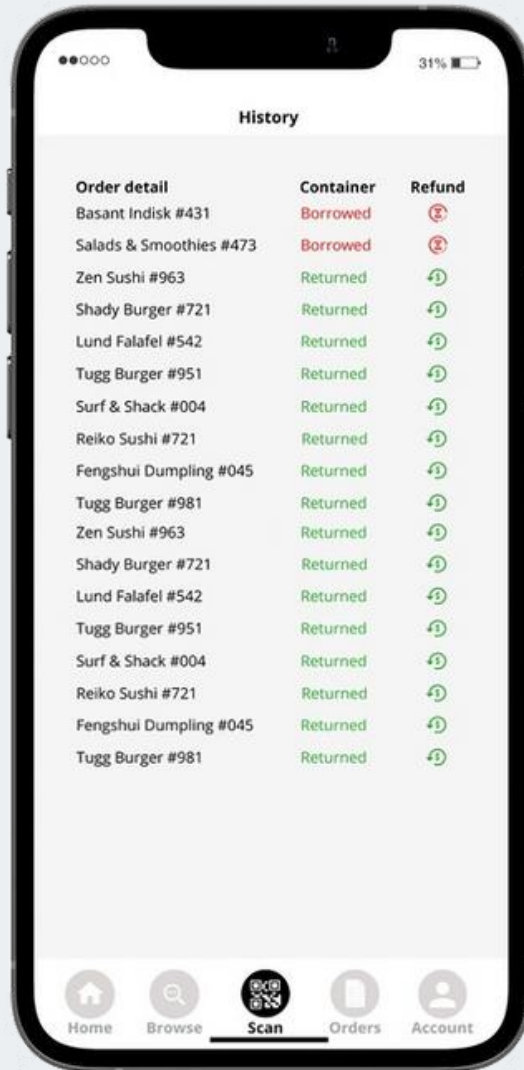 31%
History
Order detail Container Refund
Basant Indisk #431 Borrowed
Salads & Smoothies #473 Borrowed
Zen Sushi #963 Returned
Shady Burger #721 Returned
Lund Falafel #542 Returned
Tugg Burger #951 Returned
Surf & Shack #004 Returned
Reiko Sushi #721 Returned
Fengshui Dumpling #045 Returned
Tugg Burger #981 Returned
Zen Sushi #963 Returned
Shady Burger #721 Returned
Lund Falafel #542 Returned
Tugg Burger #951 Returned
Surf & Shack #004 Returned
Reiko Sushi #721 Returned
Fengshui Dumpling #045 Returned
Tugg Burger #981 Returned
Home Browse Scan Orders Account